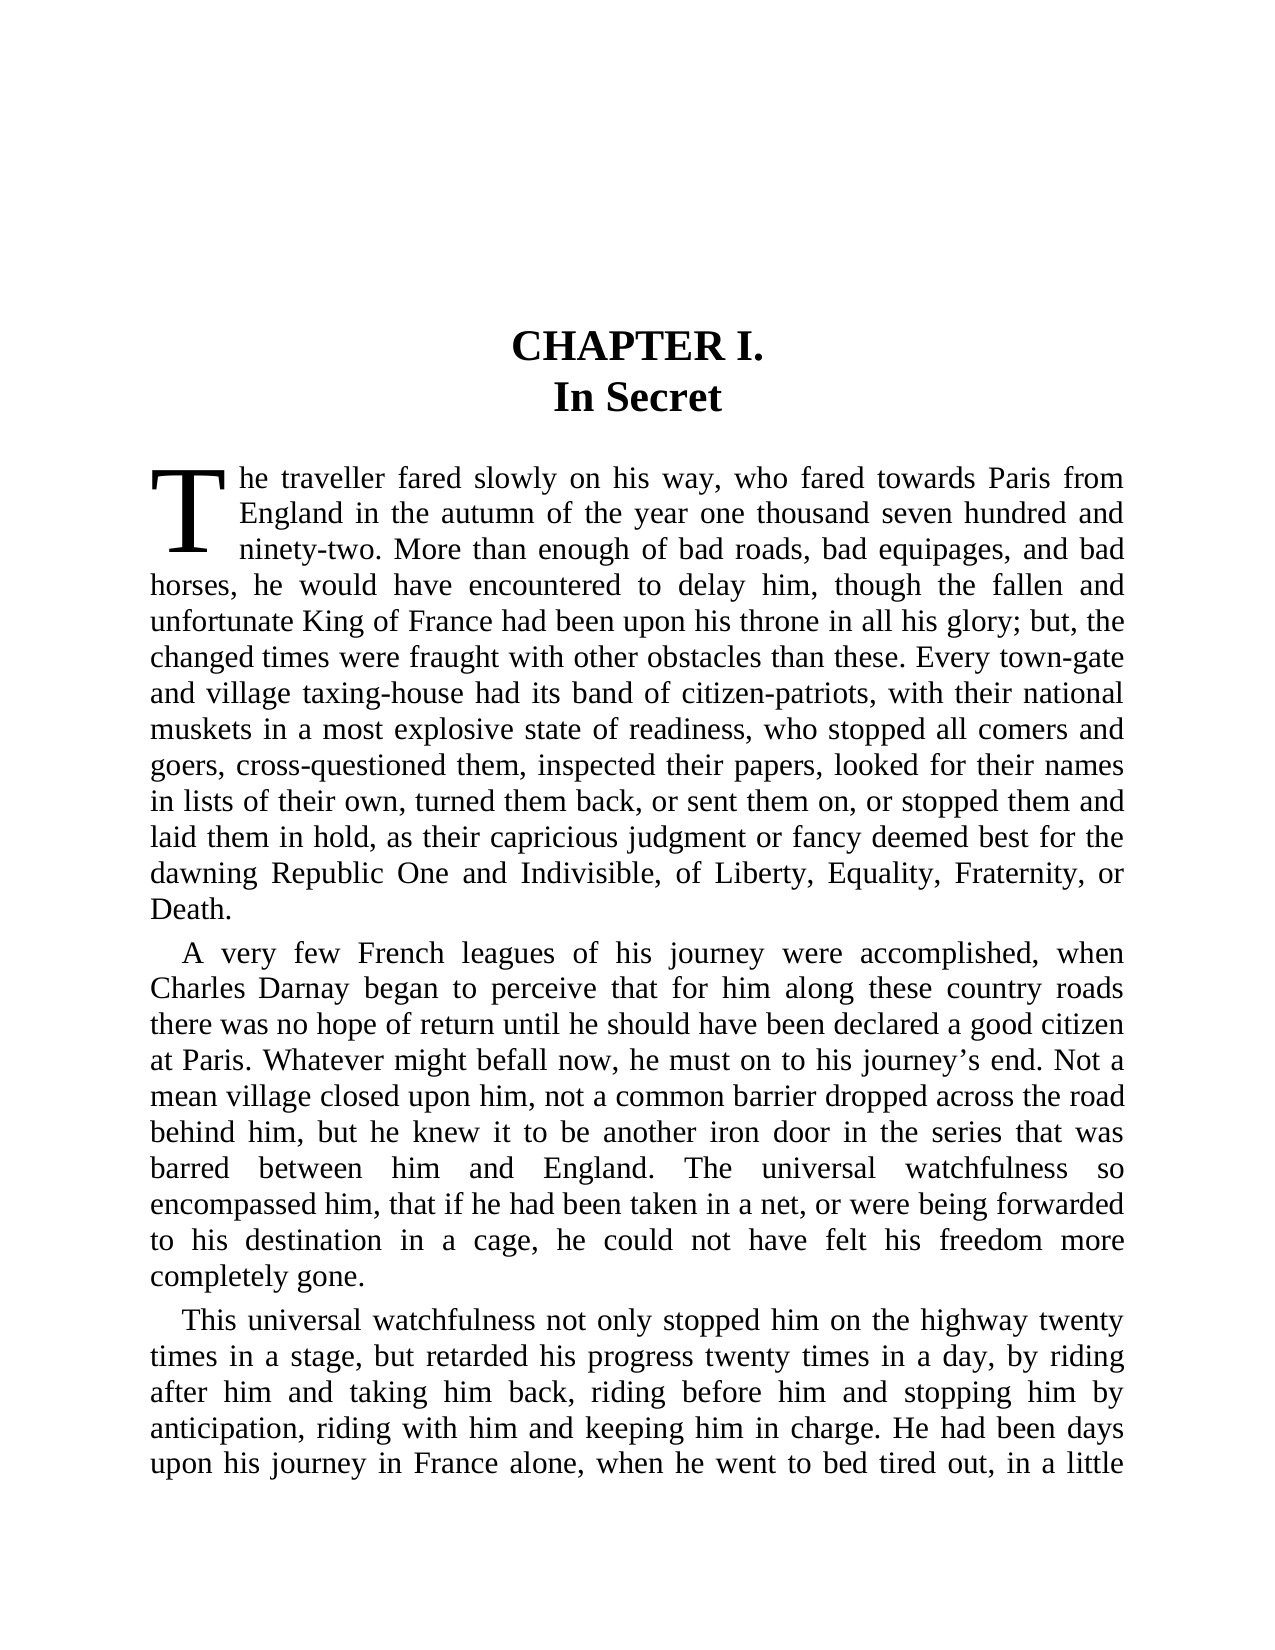 CHAPTER I.
In Secret
The traveller fared slowly on his way, who fared towards Paris from
England in the autumn of the year one thousand seven hundred and
ninety-two. More than enough of bad roads, bad equipages, and bad
horses, he would have encountered to delay him, though the fallen and
unfortunate King of France had been upon his throne in all his glory; but, the
changed times were fraught with other obstacles than these. Every town-gate
and village taxing-house had its band of citizen-patriots, with their national
muskets in a most explosive state of readiness, who stopped all comers and
goers, cross-questioned them, inspected their papers, looked for their names
in lists of their own, turned them back, or sent them on, or stopped them and
laid them in hold, as their capricious judgment or fancy deemed best for the
dawning Republic One and Indivisible, of Liberty, Equality, Fraternity, or
Death.
A very few French leagues of his journey were accomplished, when
Charles Darnay began to perceive that for him along these country roads
there was no hope of return until he should have been declared a good citizen
at Paris. Whatever might befall now, he must on to his journey’s end. Not a
mean village closed upon him, not a common barrier dropped across the road
behind him, but he knew it to be another iron door in the series that was
barred between him and England. The universal watchfulness so
encompassed him, that if he had been taken in a net, or were being forwarded
to his destination in a cage, he could not have felt his freedom more
completely gone.
This universal watchfulness not only stopped him on the highway twenty
times in a stage, but retarded his progress twenty times in a day, by riding
after him and taking him back, riding before him and stopping him by
anticipation, riding with him and keeping him in charge. He had been days
upon his journey in France alone, when he went to bed tired out, in a little